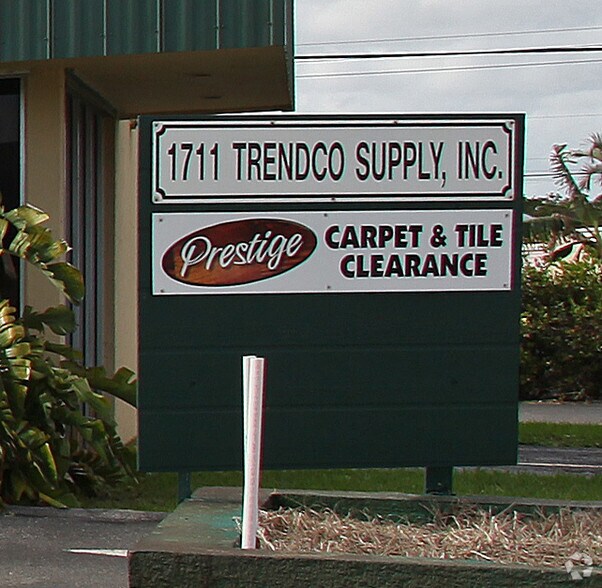 1711 TRENDCO SUPPLY, INC.
Prestige
CARPET & TILE
CLEARANCE